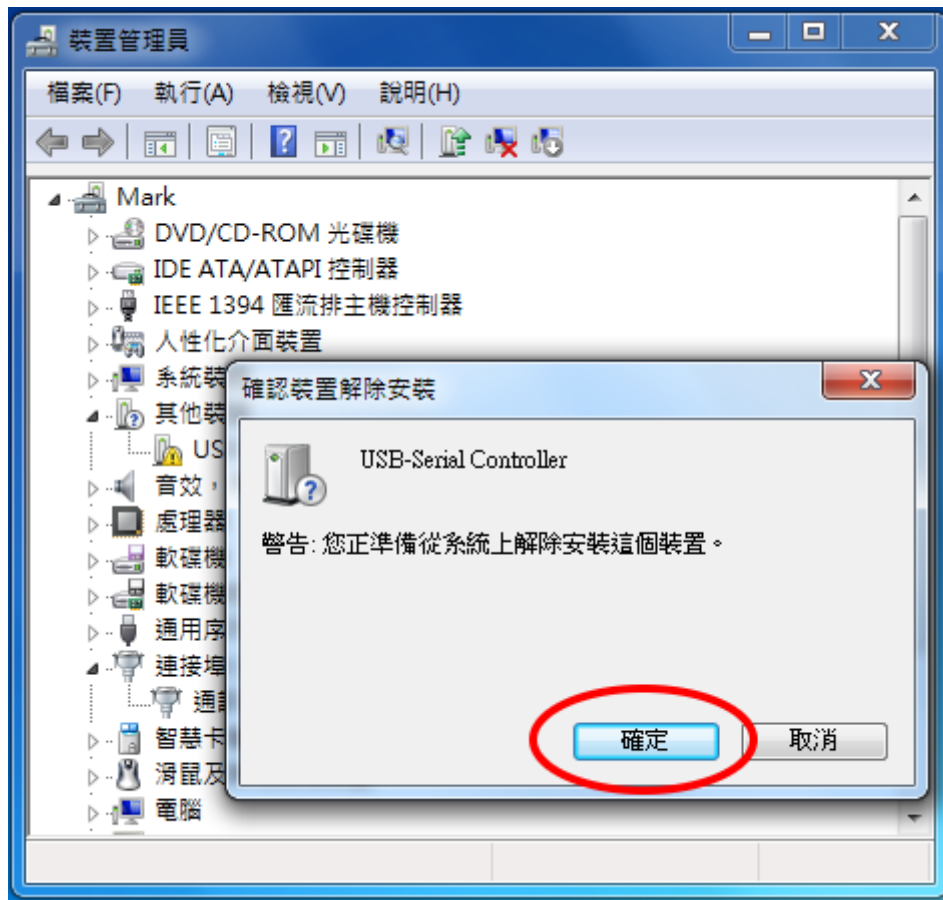 裝置管理員
檔案(F) 執行(A) 檢視(V) 說明(H)
Mark
DVD/CD-ROM 光碟機
IDE ATA/ATAPI 控制器
IEEE 1394 匯流排主機控制器
人性化介面裝置
系統裝
其他裝
US
音效，
處理器
軟碟機
軟碟機
通用序
連接埠
通訊
智慧卡
滑鼠及
電腦
確認裝置解除安裝
USB-Serial Controller
警告: 您正準備從系統上解除安裝這個裝置。
確定 取消